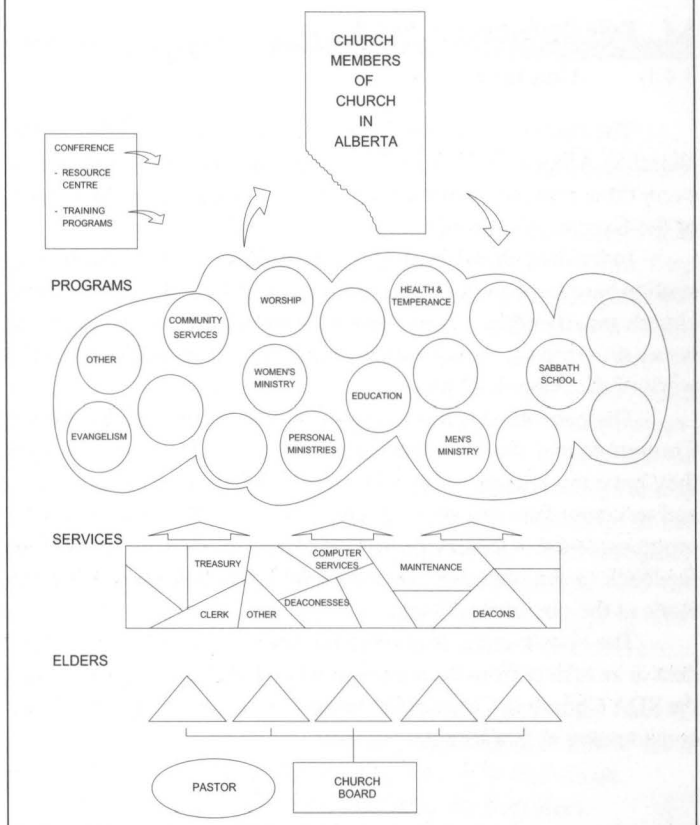 CHURCH
MEMBERS
OF
CHURCH
IN
ALBERTA
CONFERENCE
- RESOURCE
CENTRE
- TRAINING
PROGRAMS
PROGRAMS
OTHER
EVANGELISM
COMMUNITY
SERVICES
WORSHIP
WOMEN'S
MINISTRY
PERSONAL
MINISTRIES
EDUCATION
HEALTH &
TEMPERANCE
MEN'S
MINISTRY
SABBATH
SCHOOL
SERVICES
TREASURY
CLERK
OTHER
COMPUTER
SERVICES
DEACONESSES
MAINTENANCE
DEACONS
ELDERS
PASTOR
CHURCH
BOARD